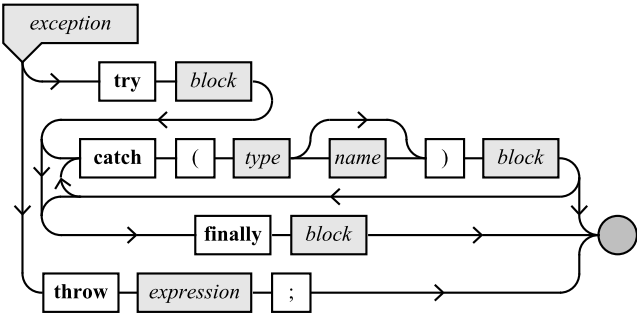 exception
try block
catch ( type name ) block
finally block
throw expression ;